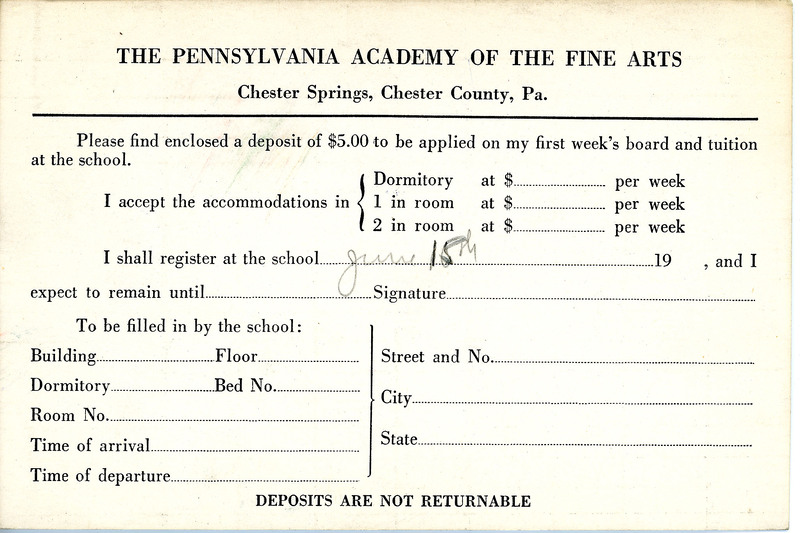 THE PENNSYLVANIA ACADEMY OF THE FINE ARTS
Chester Springs, Chester County, Pa.
Please find enclosed a deposit of $5.00 to be applied on my first week's board and tuition
at the school.
I accept the accommodations in { Dormitory at $........ per week
1 in room at $........ per week
2 in room at $........ per week
I shall register at the school........June 15th........19 , and I
expect to remain until........Signature........
To be filled in by the school:
Building........Floor........
Dormitory........Bed No.........
Room No.........
Time of arrival........
Time of departure........
Street and No.........
City........
State........
DEPOSITS ARE NOT RETURNABLE